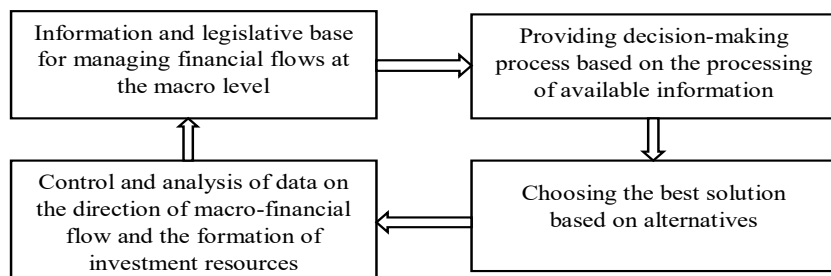 Information and legislative base
for managing financial flows at
the macro level
Providing decision-making
process based on the processing
of available information
Control and analysis of data on
the direction of macro-financial
flow and the formation of
investment resources
Choosing the best solution
based on alternatives